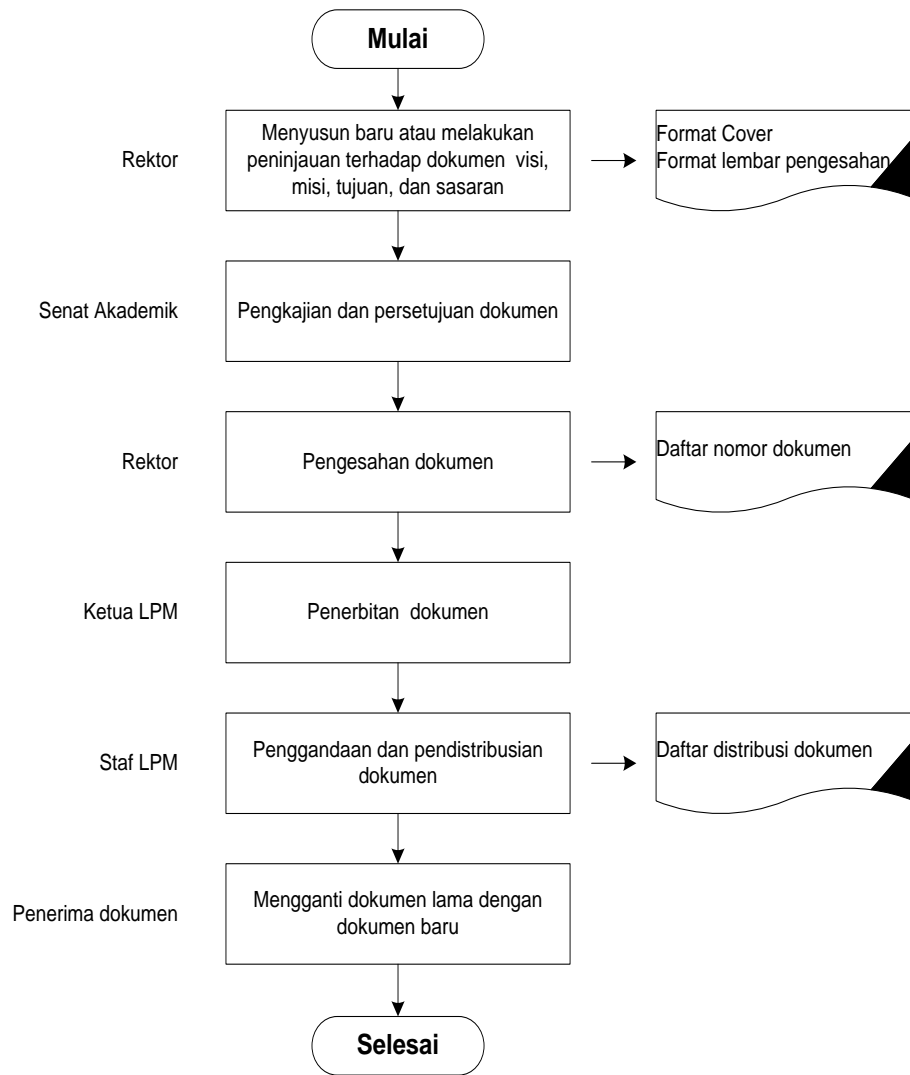 Mulai
Rektor
Menyusun baru atau melakukan
peninjauan terhadap dokumen visi,
misi, tujuan, dan sasaran
Format Cover
Format lembar pengesahan
Senat Akademik
Pengkajian dan persetujuan dokumen
Rektor
Pengesahan dokumen
Daftar nomor dokumen
Ketua LPM
Penerbitan dokumen
Staf LPM
Penggandaan dan pendistribusian
dokumen
Daftar distribusi dokumen
Penerima dokumen
Mengganti dokumen lama dengan
dokumen baru
Selesai